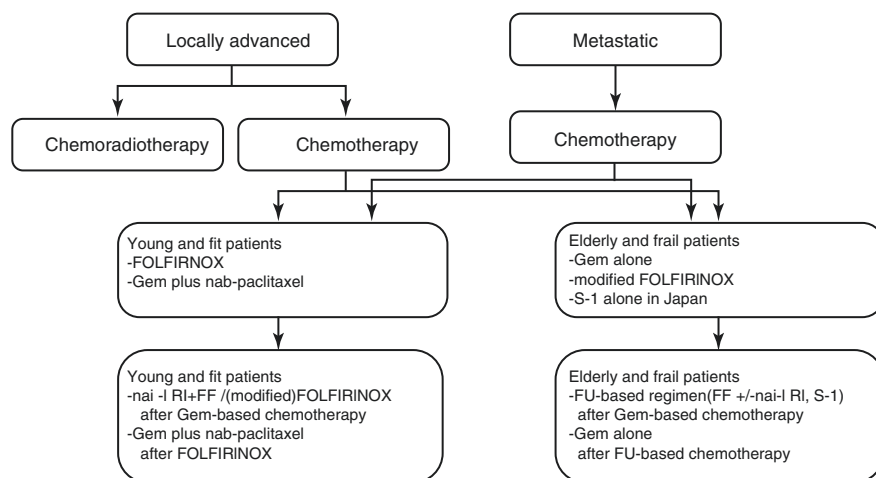 Locally advanced
Metastatic
Chemoradiotherapy
Chemotherapy
Chemotherapy
Young and fit patients
-FOLFIRNOX
-Gem plus nab-paclitaxel
Elderly and frail patients
-Gem alone
-modified FOLFIRINOX
-S-1 alone in Japan
Young and fit patients
-nai -l RI+FF /(modified)FOLFIRINOX
after Gem-based chemotherapy
-Gem plus nab-paclitaxel
after FOLFIRINOX
Elderly and frail patients
-FU-based regimen(FF +/-nai-l RI, S-1)
after Gem-based chemotherapy
-Gem alone
after FU-based chemotherapy